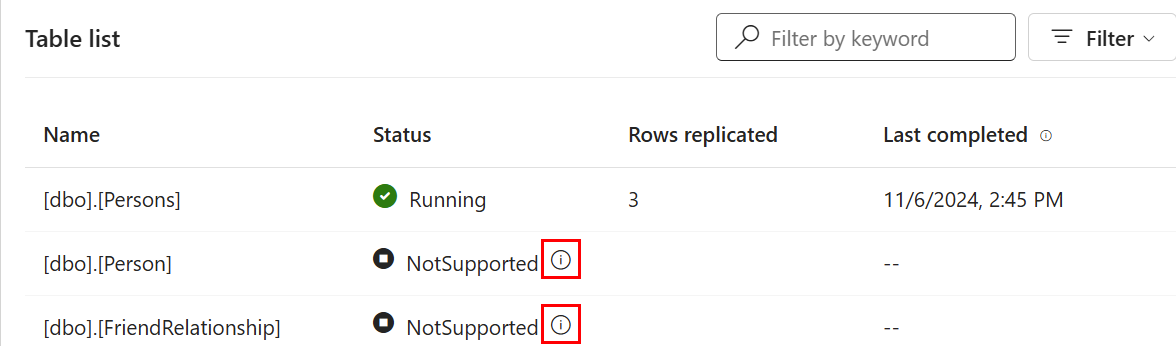 Table list Filter by keyword Filter
Name Status Rows replicated Last completed
[dbo].[Persons] Running 3 11/6/2024, 2:45 PM
[dbo].[Person] NotSupported --
[dbo].[FriendRelationship] NotSupported --